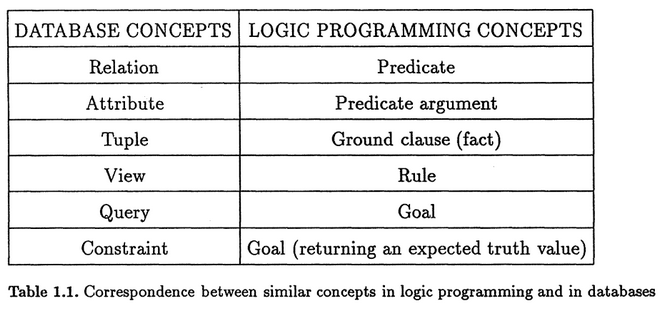 DATABASE CONCEPTS LOGIC PROGRAMMING CONCEPTS
Relation Predicate
Attribute Predicate argument
Tuple Ground clause (fact)
View Rule
Query Goal
Constraint Goal (returning an expected truth value)
Table 1.1. Correspondence between similar concepts in logic programming and in databases